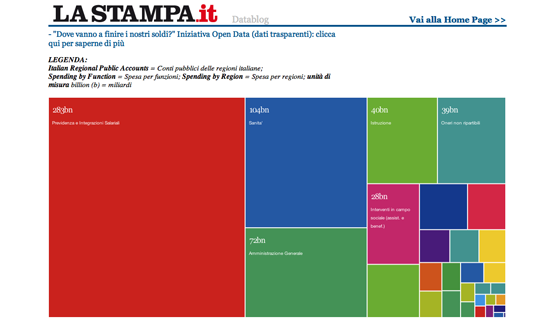 LA STAMPA.it
Datablog
Vai alla Home Page >>
- "Dove vanno a finire i nostri soldi?" Iniziativa Open Data (dati trasparenti): clicca
qui per saperne di più
LEGENDA:
Italian Regional Public Accounts = Conti pubblici delle regioni italiane;
Spending by Function = Spesa per funzioni; Spending by Region = Spesa per regioni; unità di
misura billion (b) = miliardi
283bn
Previdenza e Integrazioni Salariali
104bn
Sanita'
72bn
Amministrazione Generale
40bn
Istruzione
39bn
Oneri non ripartibili
28bn
Interventi in campo
sociale (assist. e
benef.)